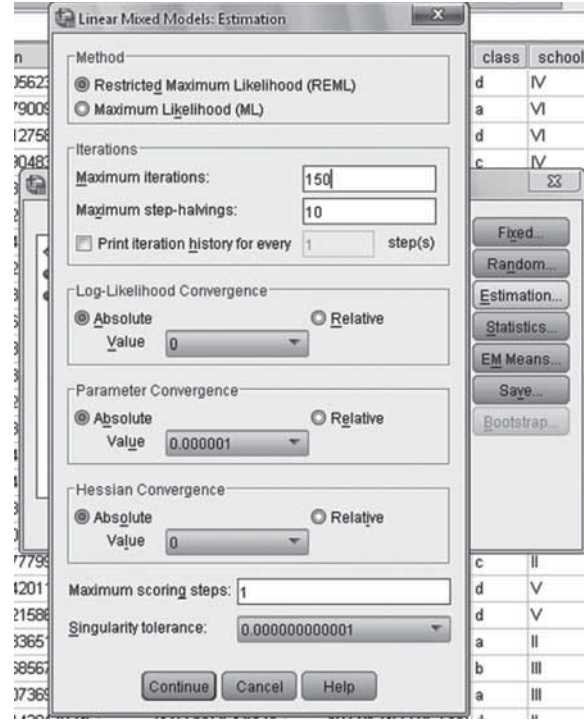 Linear Mixed Models: Estimation
Method
Restricted Maximum Likelihood (REML)
Maximum Likelihood (ML)
Iterations
Maximum iterations: 150
Maximum step-halvings: 10
Print iteration history for every 1 step(s)
Log-Likelihood Convergence
Absolute Relative
Value 0
Parameter Convergence
Absolute Relative
Value 0.000001
Hessian Convergence
Absolute Relative
Value 0
Maximum scoring steps: 1
Singularity tolerance: 0.000000000001
Continue Cancel Help
class school
d IV
a VI
d VI
c IV
Fixed...
Random...
Estimation...
Statistics...
EM Means...
Save...
Bootstrap...
c II
d V
d V
a II
b III
a III